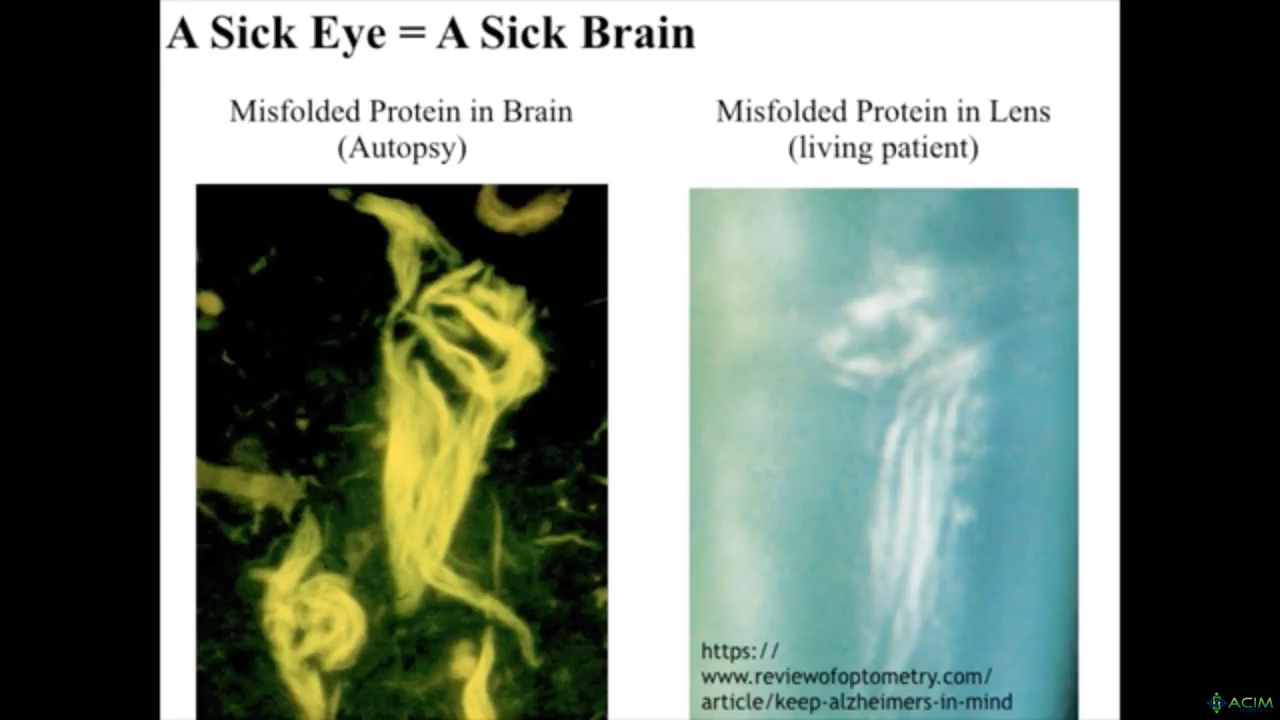 A Sick Eye = A Sick Brain
Misfolded Protein in Brain
(Autopsy)
Misfolded Protein in Lens
(living patient)
https://
www.reviewofoptometry.com/
article/keep-alzheimers-in-mind
ACIM